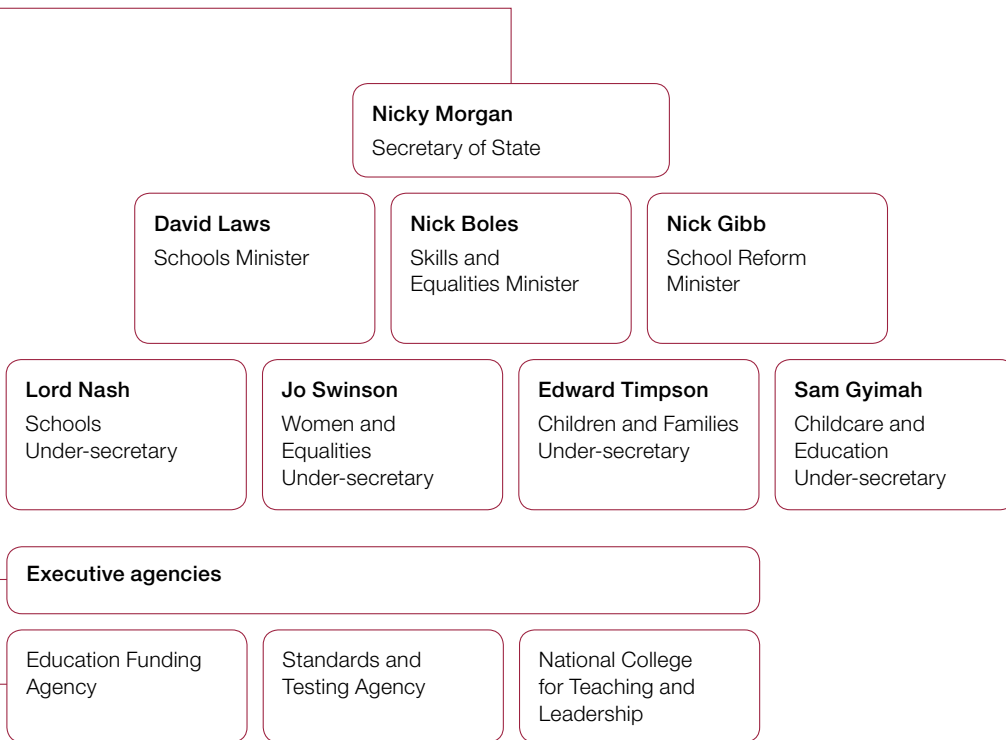 Nicky Morgan
Secretary of State
David Laws
Schools Minister
Nick Boles
Skills and
Equalities Minister
Nick Gibb
School Reform
Minister
Lord Nash
Schools
Under-secretary
Jo Swinson
Women and
Equalities
Under-secretary
Edward Timpson
Children and Families
Under-secretary
Sam Gyimah
Childcare and
Education
Under-secretary
Executive agencies
Education Funding
Agency
Standards and
Testing Agency
National College
for Teaching and
Leadership